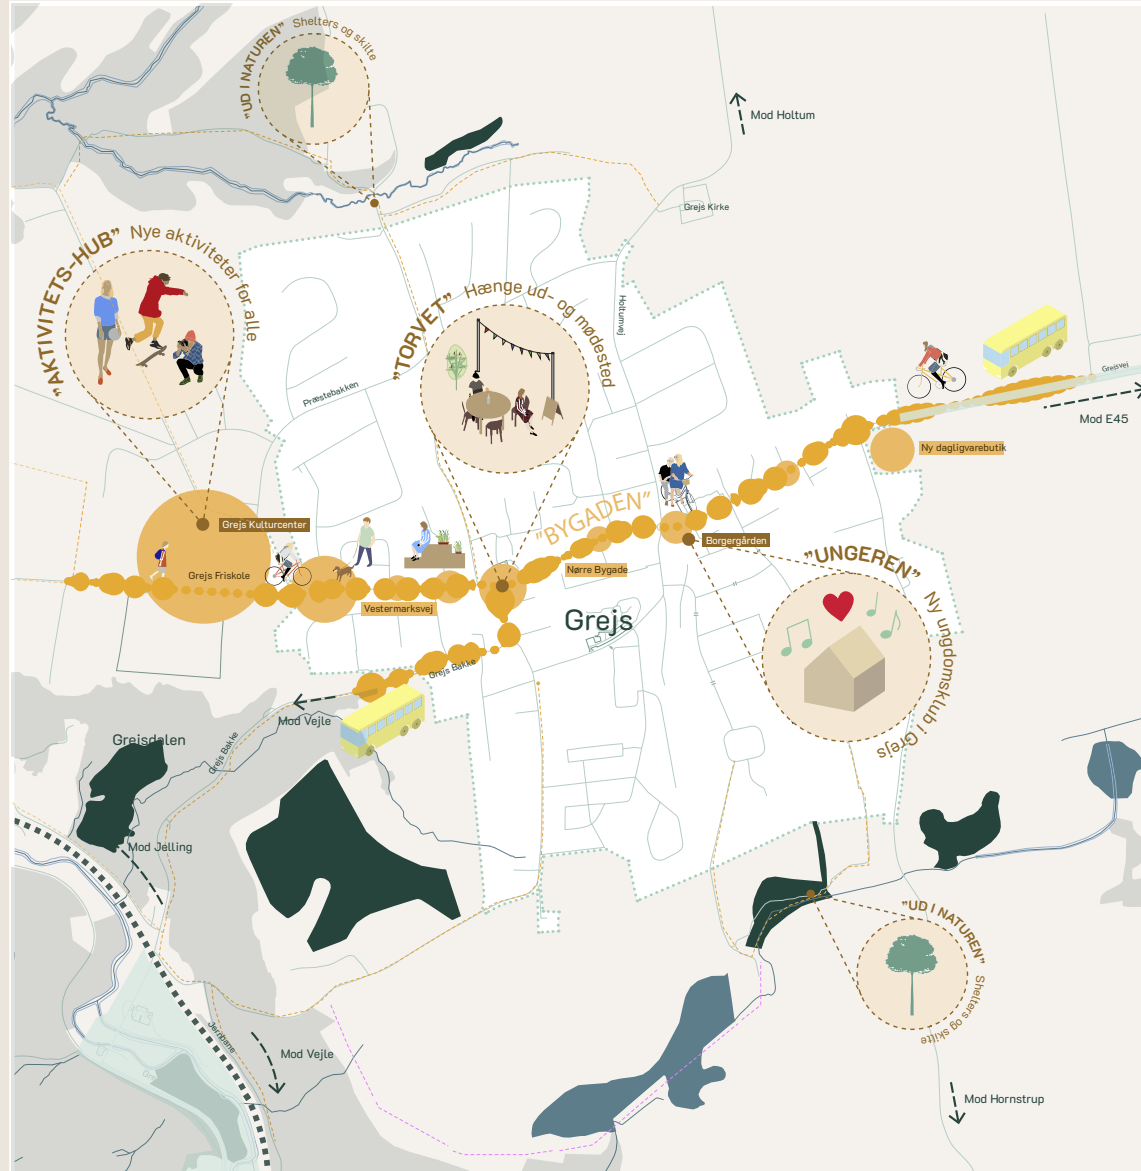 "UD I NATUREN" Shelters og skilte
Mod Holtum
Grejs Kirke
"AKTIVITETS-HUB" Nye aktiviteter for alle
"TORVET" Hænge ud- og mødested
Holtumvej
Præstebakken
Grejsvej
Mod E45
Ny dagligvarebutik
Grejs Kulturcenter
"BYGADEN"
Borgergården
Grejs Friskole
Nørre Bygade
Vestermarksvej
"UNGEREN" Ny ungdomsklub i Grejs
Grejs
Grejs Bakke
Mod Vejle
Grejsdalen
Grejs Bakke
Mod Jelling
"UD I NATUREN" Shelters og skilte
Jernbane
Mod Vejle
Mod Hornstrup